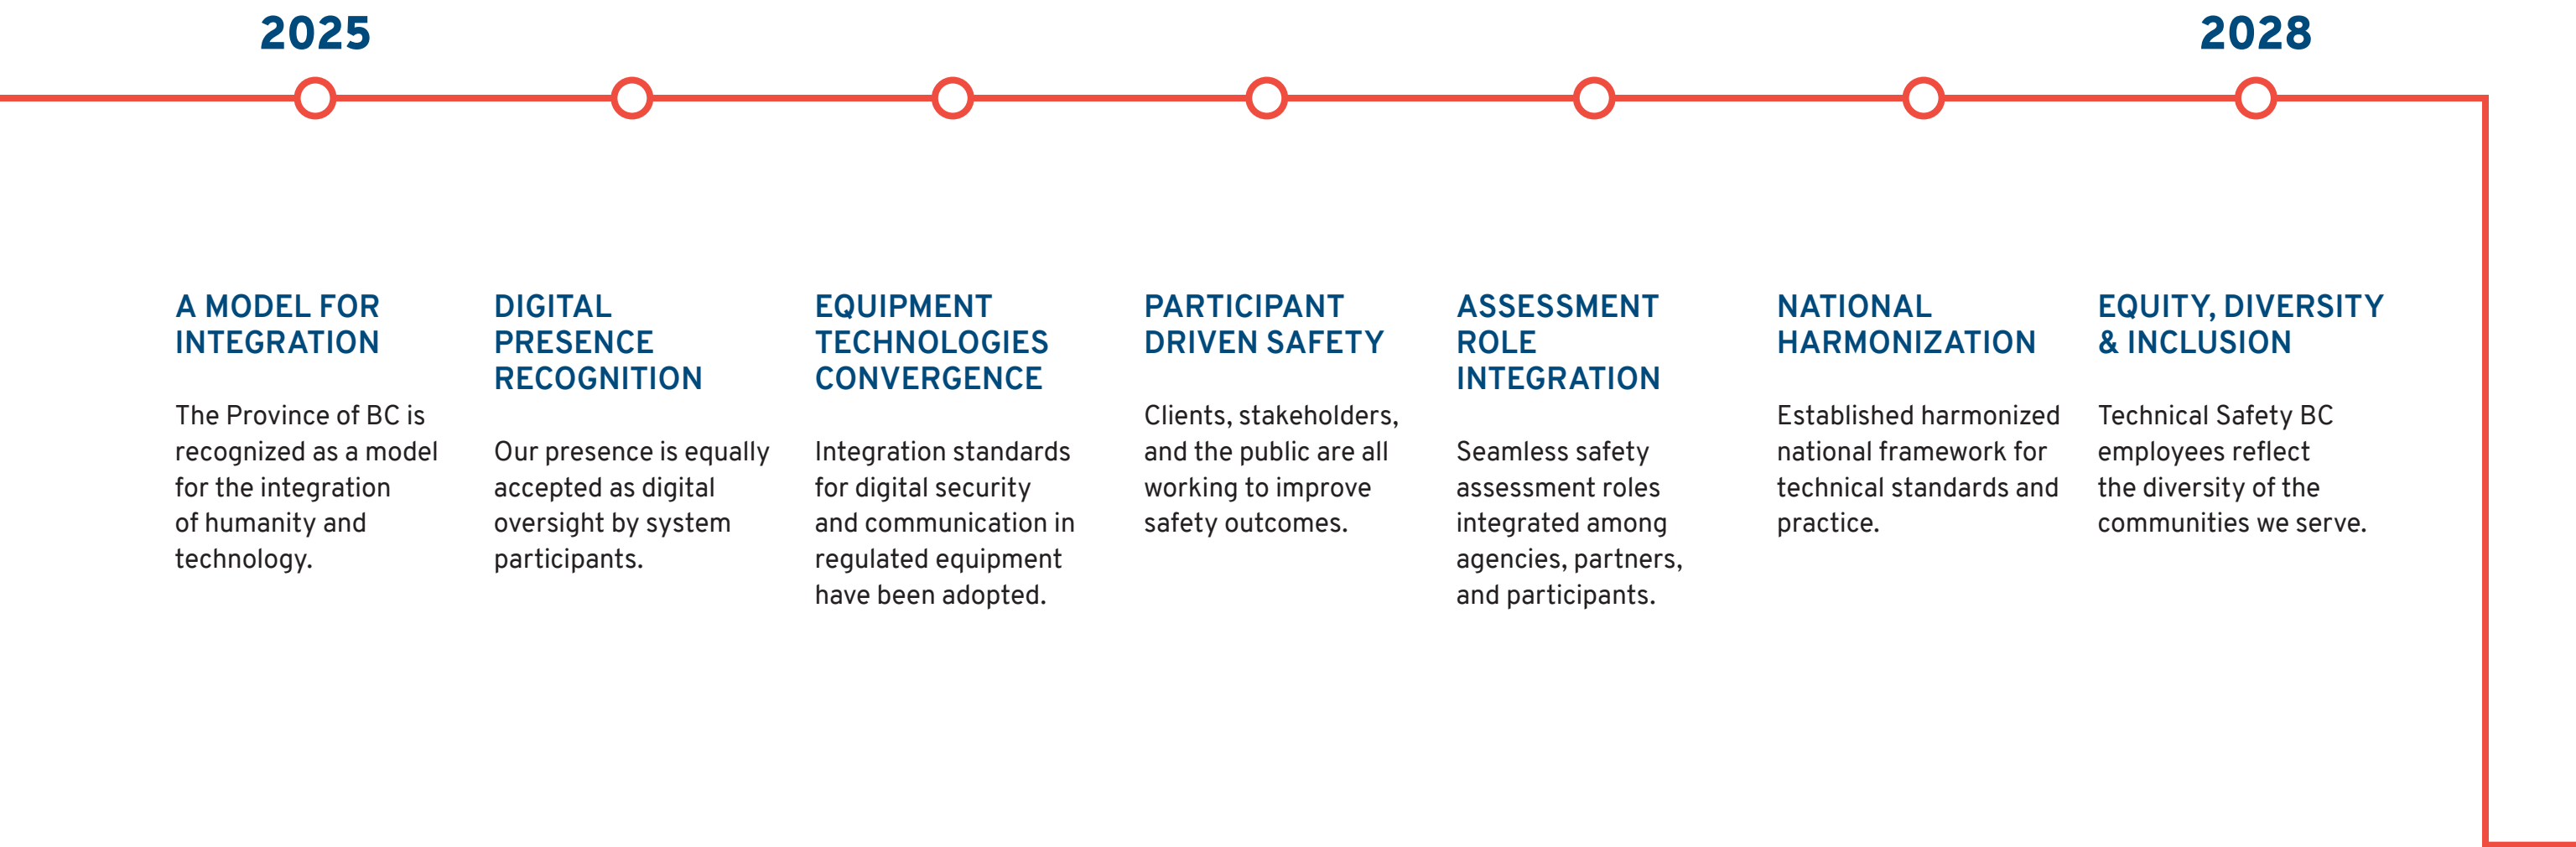 2025
2028
A MODEL FOR
INTEGRATION
The Province of BC is
recognized as a model
for the integration
of humanity and
technology.
DIGITAL
PRESENCE
RECOGNITION
Our presence is equally
accepted as digital
oversight by system
participants.
EQUIPMENT
TECHNOLOGIES
CONVERGENCE
Integration standards
for digital security
and communication in
regulated equipment
have been adopted.
PARTICIPANT
DRIVEN SAFETY
Clients, stakeholders,
and the public are all
working to improve
safety outcomes.
ASSESSMENT
ROLE
INTEGRATION
Seamless safety
assessment roles
integrated among
agencies, partners,
and participants.
NATIONAL
HARMONIZATION
Established harmonized
national framework for
technical standards and
practice.
EQUITY, DIVERSITY
& INCLUSION
Technical Safety BC
employees reflect
the diversity of the
communities we serve.